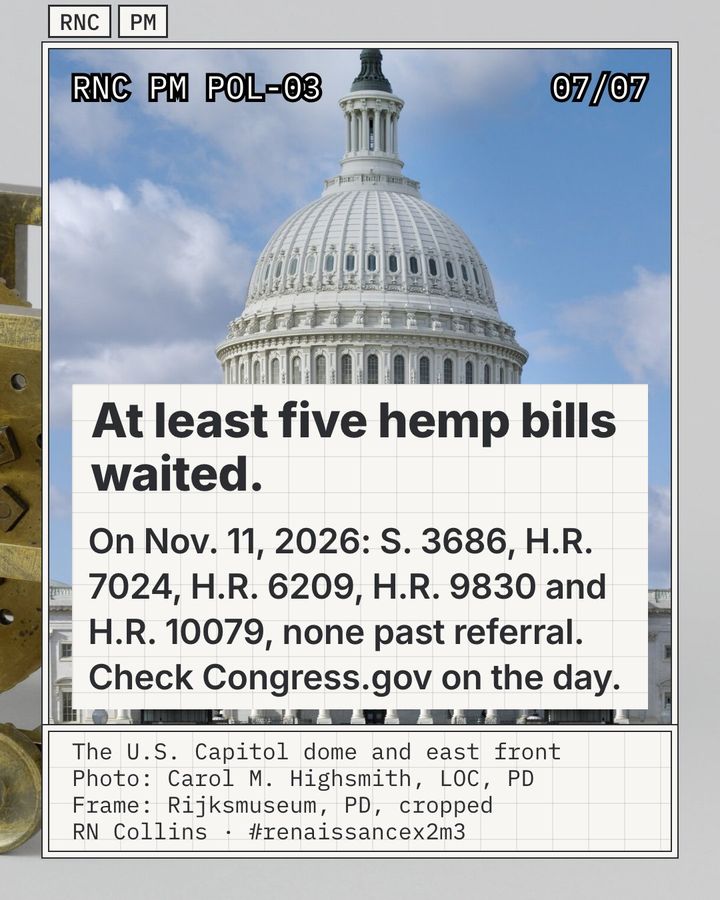 RNC PM
RNC PM POL-03 07/07
At least five hemp bills
waited.
On Nov. 11, 2026: S. 3686, H.R.
7024, H.R. 6209, H.R. 9830 and
H.R. 10079, none past referral.
Check Congress.gov on the day.
The U.S. Capitol dome and east front
Photo: Carol M. Highsmith, LOC, PD
Frame: Rijksmuseum, PD, cropped
RN Collins · #renaissancex2m3